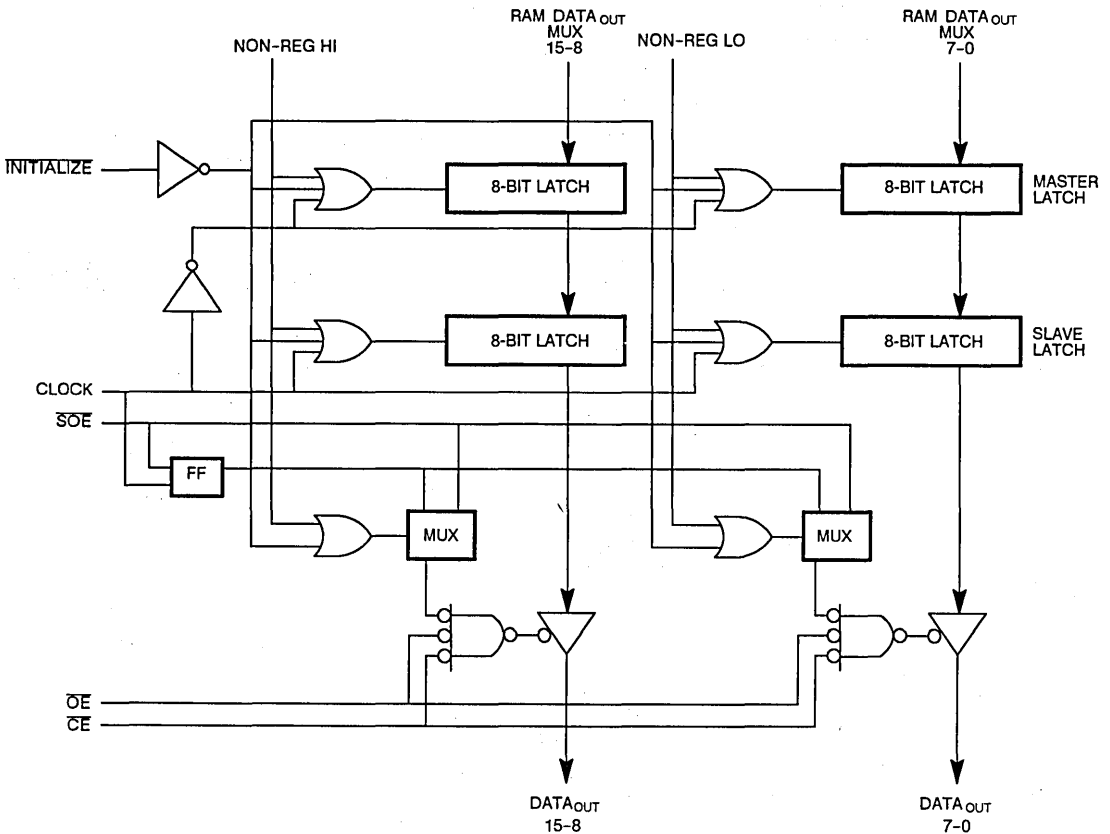 RAM DATA OUT
MUX
15-8
RAM DATA OUT
MUX
7-0
NON-REG HI
NON-REG LO
INITIALIZE
8-BIT LATCH
8-BIT LATCH
MASTER
LATCH
8-BIT LATCH
8-BIT LATCH
SLAVE
LATCH
CLOCK
SOE
FF
MUX
MUX
OE
CE
DATA OUT
15-8
DATA OUT
7-0